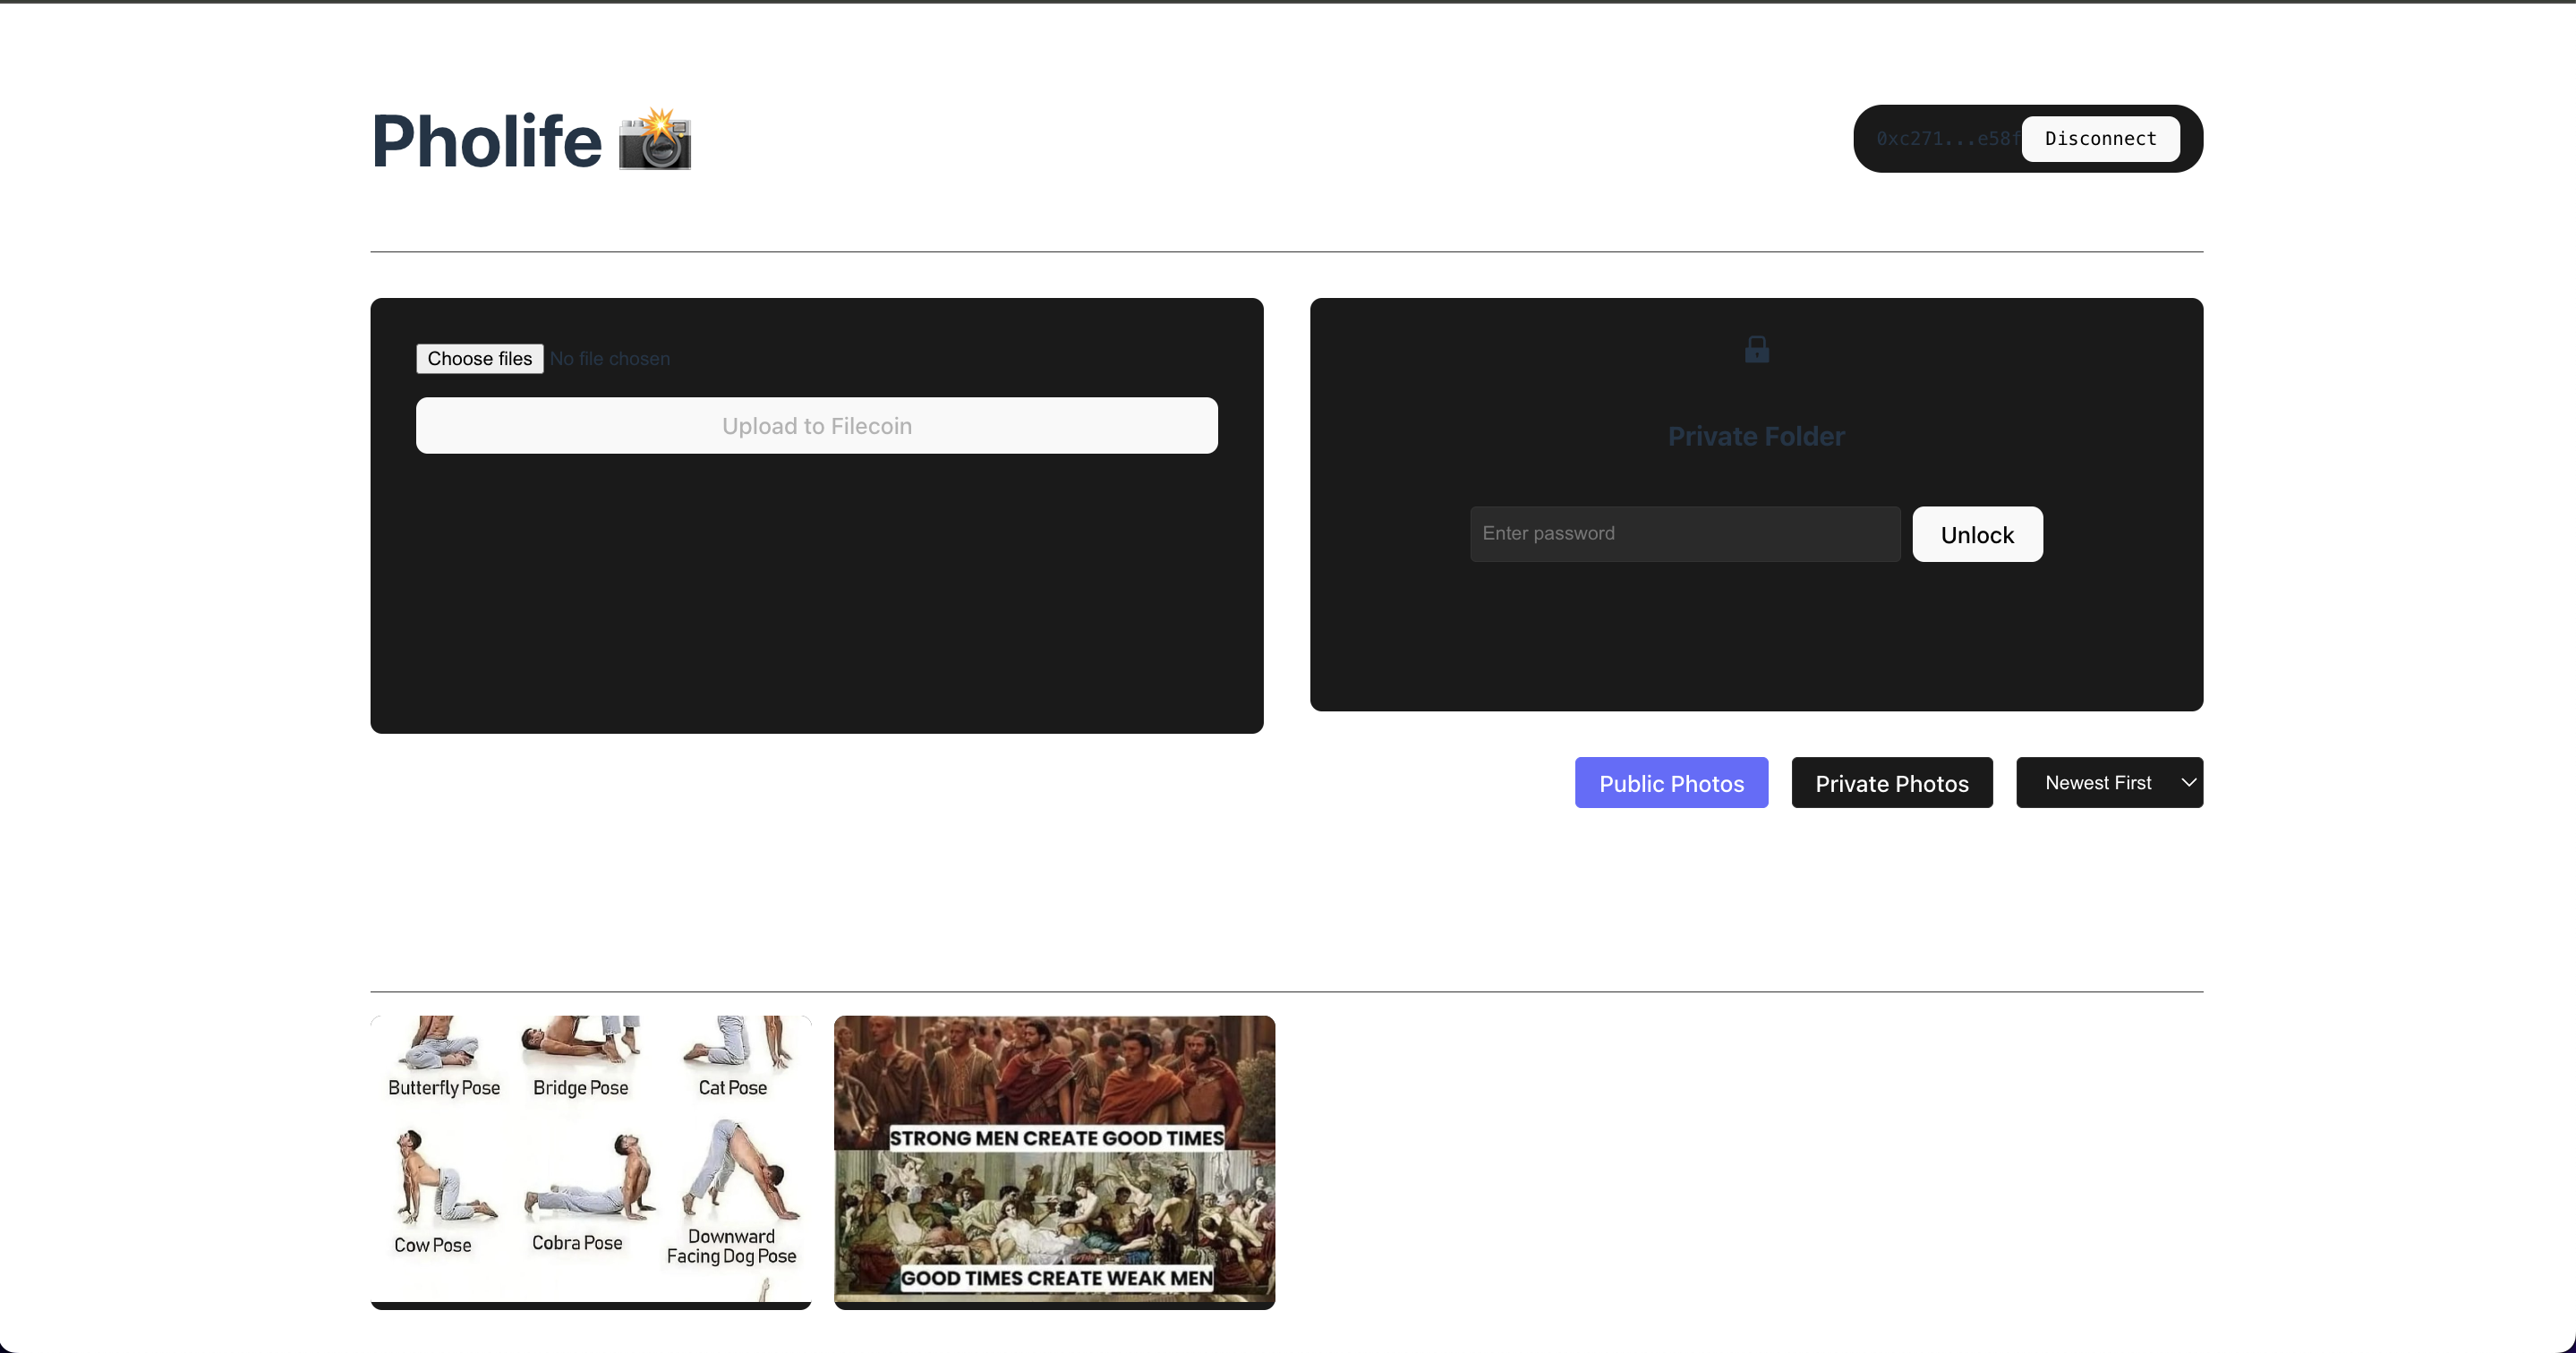 Pholife
0xc271...e58f
Disconnect
Choose files No file chosen
Upload to Filecoin
Private Folder
Enter password
Unlock
Public Photos
Private Photos
Newest First
Butterfly Pose
Bridge Pose
Cat Pose
Cow Pose
Cobra Pose
Downward
Facing Dog Pose
STRONG MEN CREATE GOOD TIMES
GOOD TIMES CREATE WEAK MEN